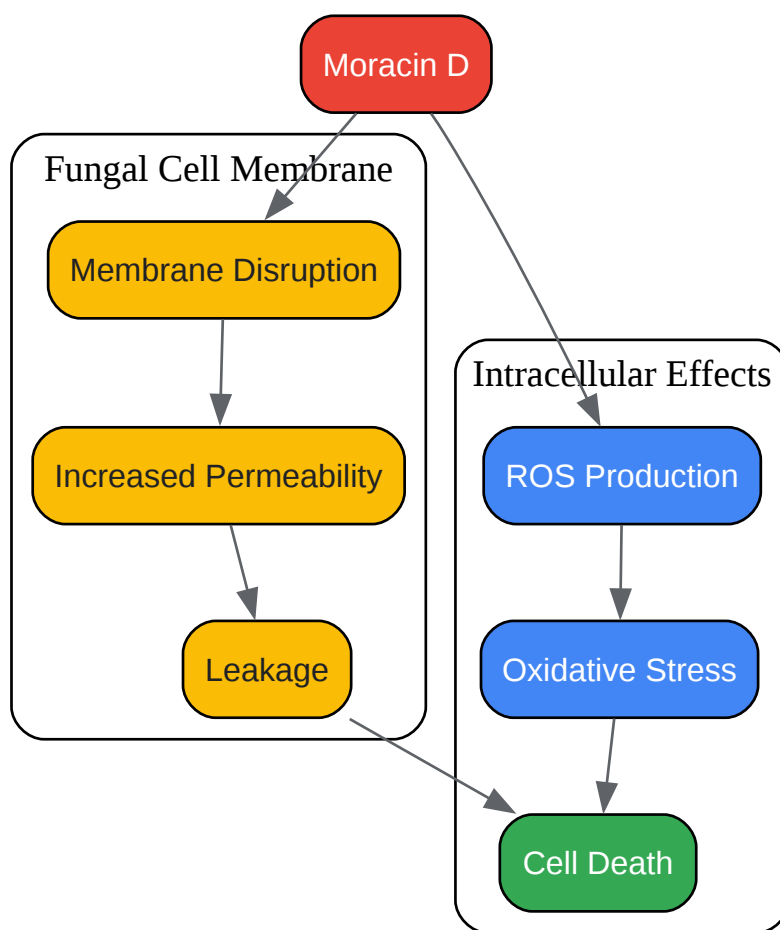 Moracin D
Fungal Cell Membrane
Membrane Disruption
Increased Permeability
Leakage
Intracellular Effects
ROS Production
Oxidative Stress
Cell Death